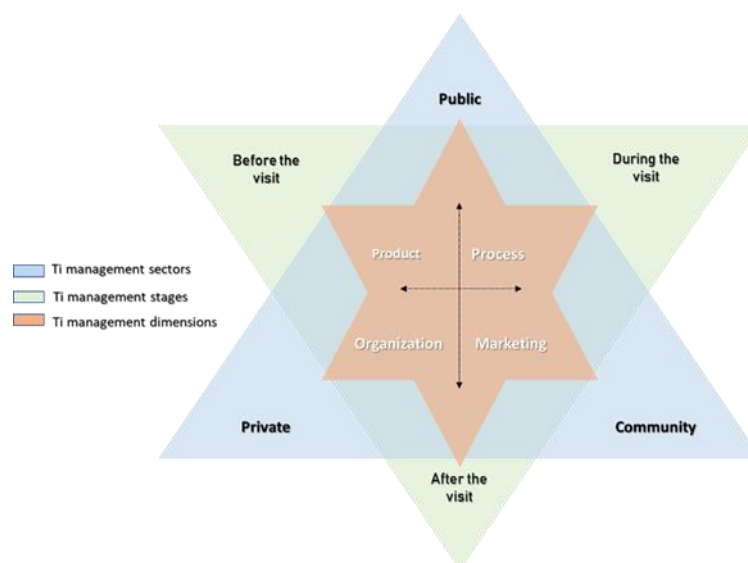 Public
Before the
visit
During the
visit
Product
Process
Ti management sectors
Ti management stages
Ti management dimensions
Organization
Marketing
Private
Community
After the
visit